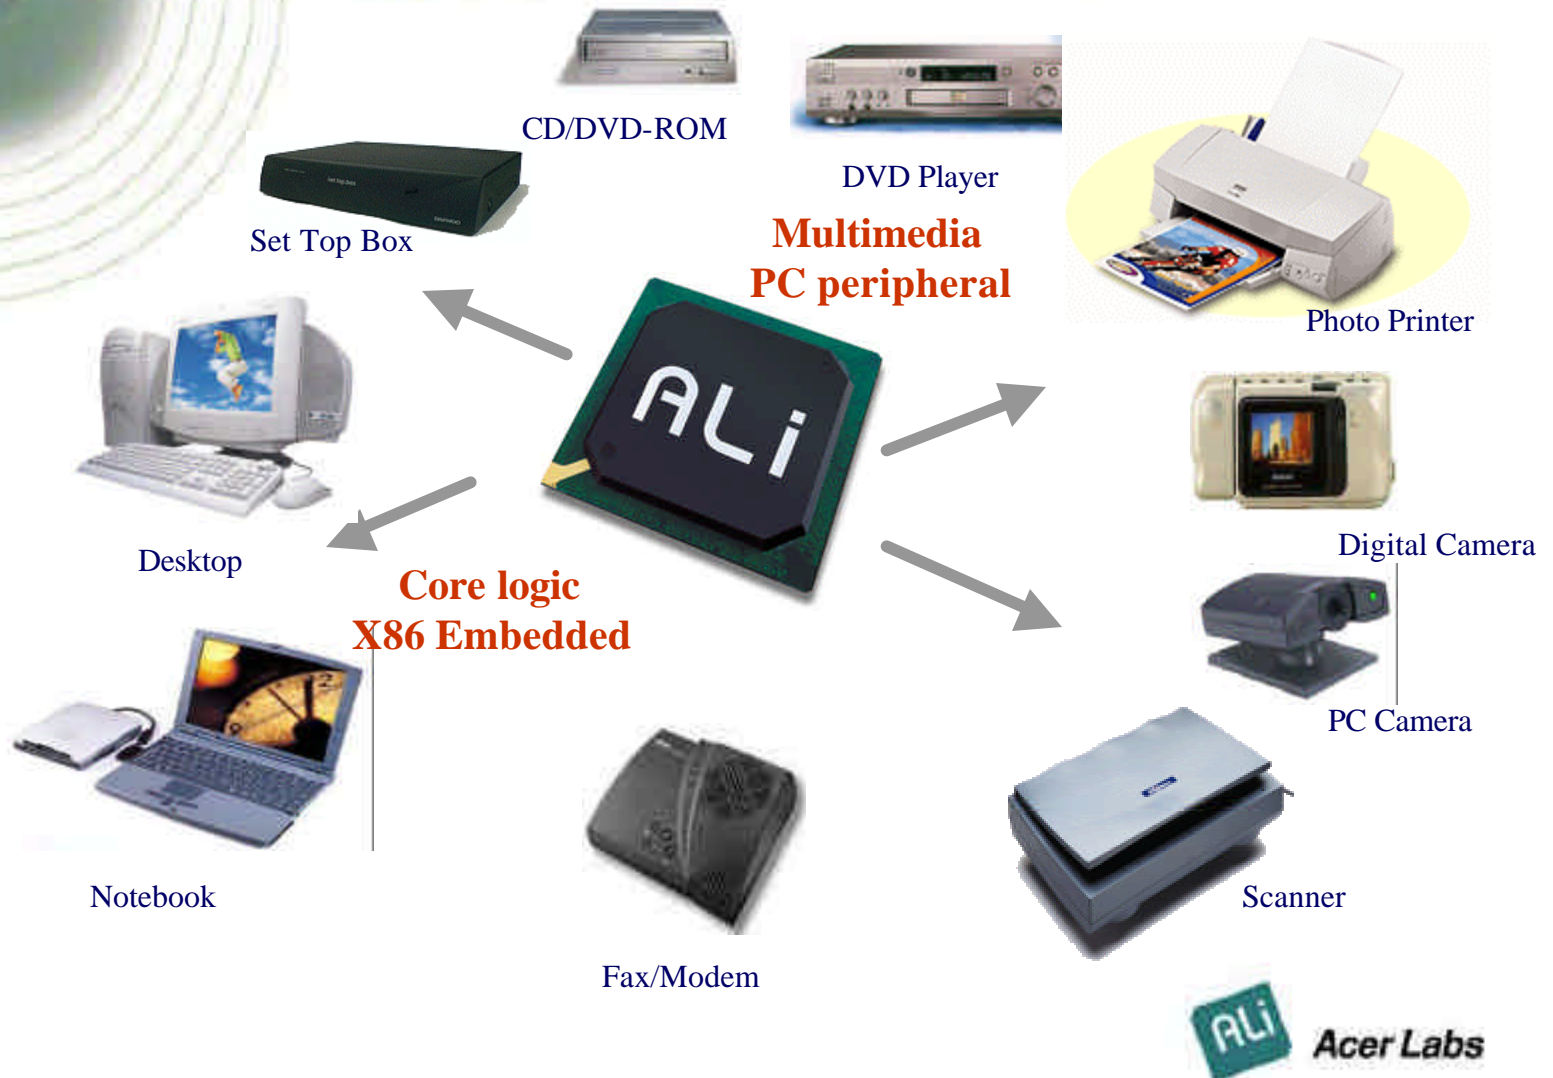 CD/DVD-ROM
DVD Player
Set Top Box
Multimedia
PC peripheral
Photo Printer
ALi
Digital Camera
Desktop
Core logic
X86 Embedded
PC Camera
Notebook
Scanner
Fax/Modem
ALi
Acer Labs